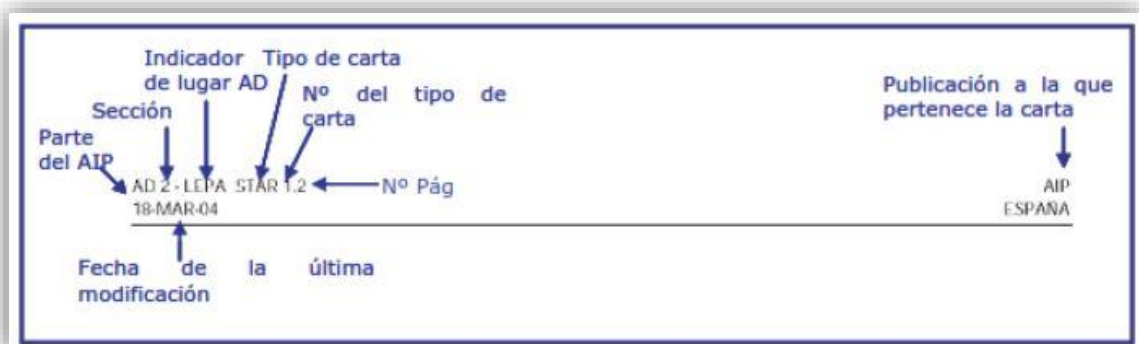 Indicador Tipo de carta
de lugar AD
Nº del tipo de
carta
Sección
Parte
del AIP
Publicación a la que
pertenece la carta
AD 2 - LEPA STAR 1.2
Nº Pág
AIP
18-MAR-04
ESPAÑA
Fecha de la última
modificación